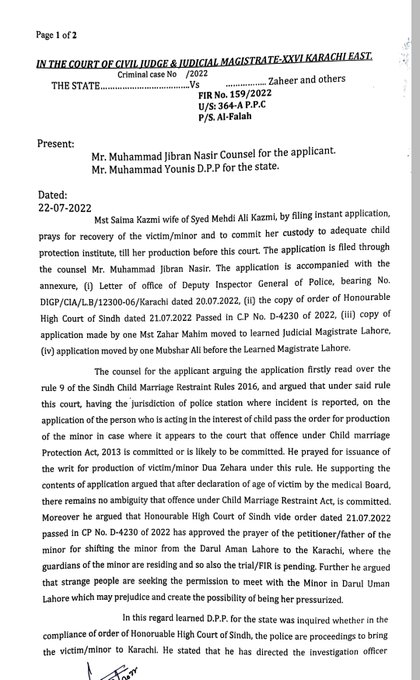 Page 1 of 2
IN THE COURT OF CIVIL JUDGE & JUDICIAL MAGISTRATE-XXVI KARACHI EAST.
Criminal case No /2022
THE STATE........................................Vs .................. Zaheer and others
FIR No. 159/2022
U/S: 364-A P.P.C
P/S. Al-Falah
Present:
Mr. Muhammad Jibran Nasir Counsel for the applicant.
Mr. Muhammad Younis D.P.P for the state.
Dated:
22-07-2022
Mst Saima Kazmi wife of Syed Mehdi Ali Kazmi, by filing instant application,
prays for recovery of the victim/minor and to commit her custody to adequate child
protection institute, till her production before this court. The application is filed through
the counsel Mr. Muhammad Jibran Nasir. The application is accompanied with the
annexure, (i) Letter of office of Deputy Inspector General of Police, bearing No.
DIGP/CIA/L.B/12300-06/Karachi dated 20.07.2022, (ii) the copy of order of Honourable
High Court of Sindh dated 21.07.2022 Passed in C.P No. D-4230 of 2022, (iii) copy of
application made by one Mst Zahar Mahim moved to learned Judicial Magistrate Lahore,
(iv) application moved by one Mubshar Ali before the Learned Magistrate Lahore.
The counsel for the applicant arguing the application firstly read over the
rule 9 of the Sindh Child Marriage Restraint Rules 2016, and argued that under said rule
this court, having the jurisdiction of police station where incident is reported, on the
application of the person who is acting in the interest of child pass the order for production
of the minor in case where it appears to the court that offence under Child marriage
Protection Act, 2013 is committed or is likely to be committed. He prayed for issuance of
the writ for production of victim/minor Dua Zehara under this rule. He supporting the
contents of application argued that after declaration of age of victim by the medical Board,
there remains no ambiguity that offence under Child Marriage Restraint Act, is committed.
Moreover he argued that Honourable High Court of Sindh vide order dated 21.07.2022
passed in CP No. D-4230 of 2022 has approved the prayer of the petitioner/father of the
minor for shifting the minor from the Darul Aman Lahore to the Karachi, where the
guardians of the minor are residing and so also the trial/FIR is pending. Further he argued
that strange people are seeking the permission to meet with the Minor in Darul Uman
Lahore which may prejudice and create the possibility of being her pressurized.
In this regard learned D.P.P. for the state was inquired whether in the
compliance of order of Honoruable High Court of Sindh, the police are proceeding to bring
the victim/minor to Karachi. He stated that he has directed the investigation officer